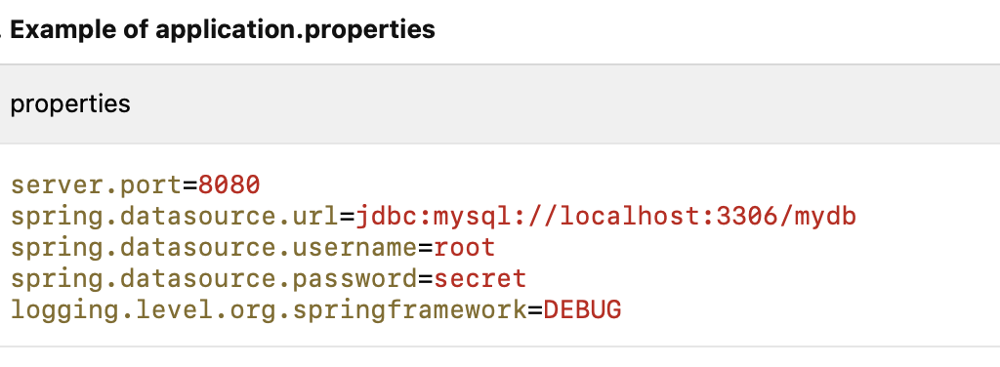 . Example of application.properties
properties
server.port=8080
spring.datasource.url=jdbc:mysql://localhost:3306/mydb
spring.datasource.username=root
spring.datasource.password=secret
logging.level.org.springframework=DEBUG